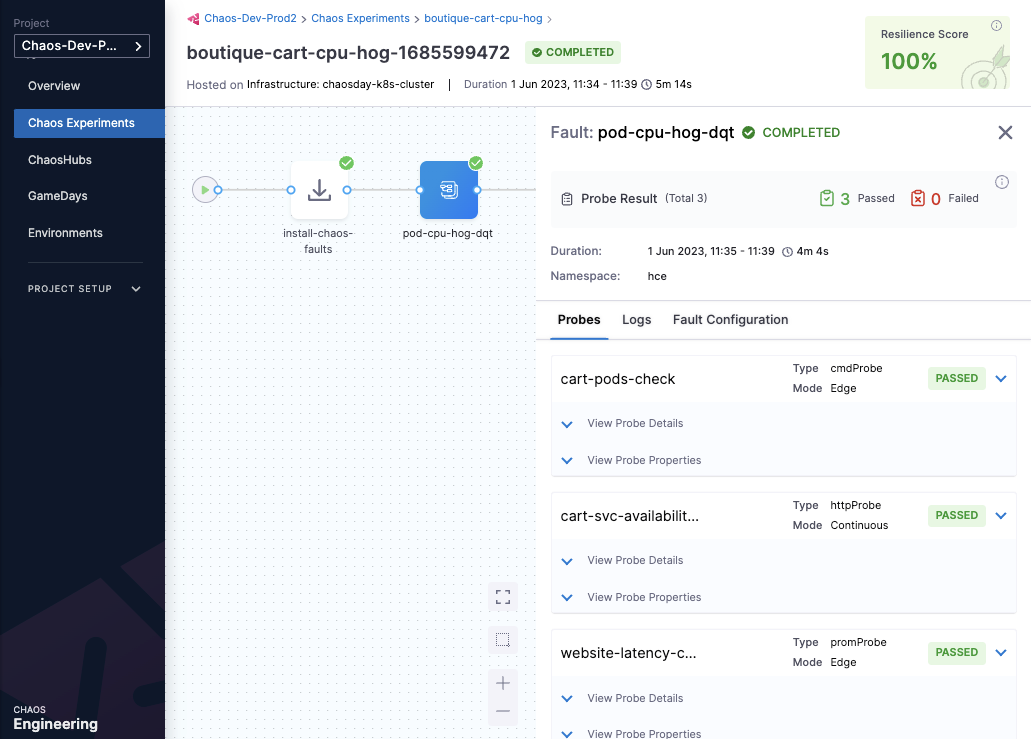 Project
Chaos-Dev-P...
Overview
Chaos Experiments
ChaosHubs
GameDays
Environments
PROJECT SETUP
CHAOS
Engineering
Chaos-Dev-Prod2 > Chaos Experiments > boutique-cart-cpu-hog >
boutique-cart-cpu-hog-1685599472 COMPLETED
Hosted on Infrastructure: chaosday-k8s-cluster | Duration 1 Jun 2023, 11:34 - 11:39 5m 14s
Resilience Score
100%
install-chaos-
faults
pod-cpu-hog-dqt
Fault: pod-cpu-hog-dqt COMPLETED
Probe Result (Total 3) 3 Passed 0 Failed
Duration: 1 Jun 2023, 11:35 - 11:39 4m 4s
Namespace: hce
Probes Logs Fault Configuration
cart-pods-check
Type cmdProbe
Mode Edge
PASSED
View Probe Details
View Probe Properties
cart-svc-availabilit...
Type httpProbe
Mode Continuous
PASSED
View Probe Details
View Probe Properties
website-latency-c...
Type promProbe
Mode Edge
PASSED
View Probe Details
View Probe Properties